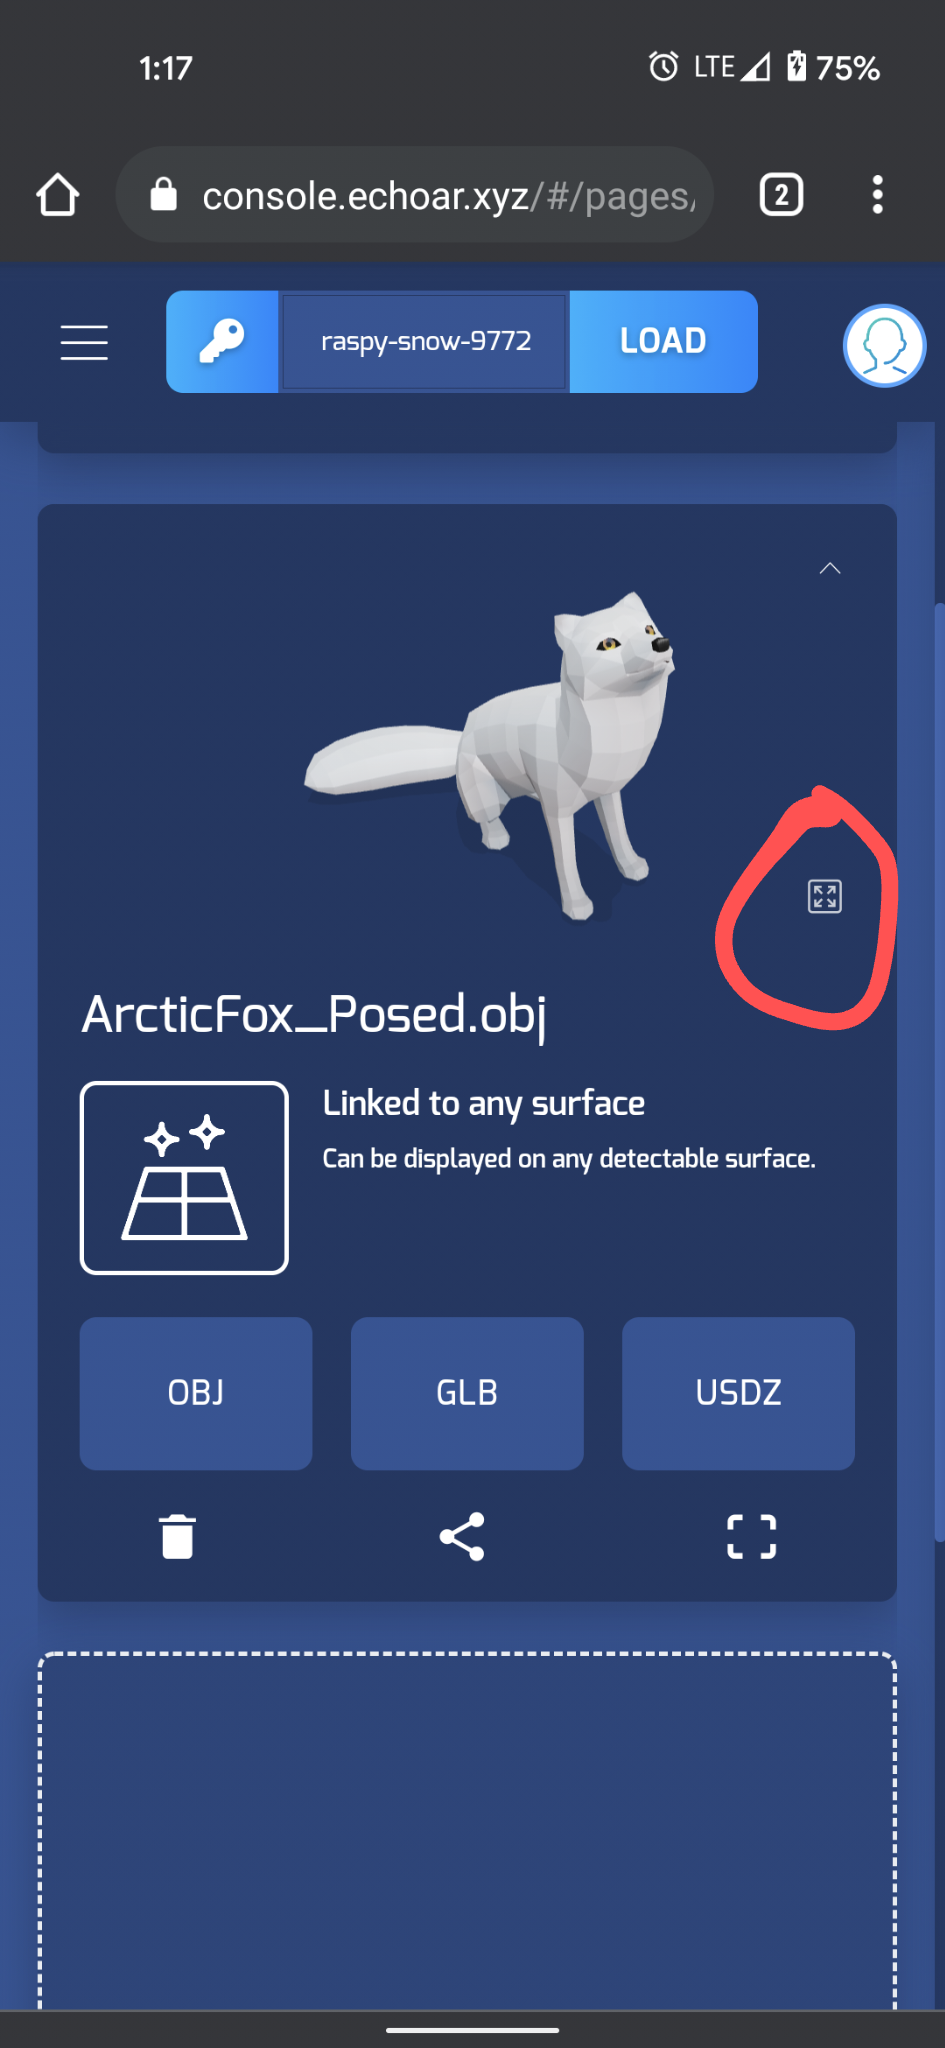 1:17
LTE 75%
console.echoar.xyz/#/pages/
2
raspy-snow-9772
LOAD
ArcticFox_Posed.obj
Linked to any surface
Can be displayed on any detectable surface.
OBJ
GLB
USDZ